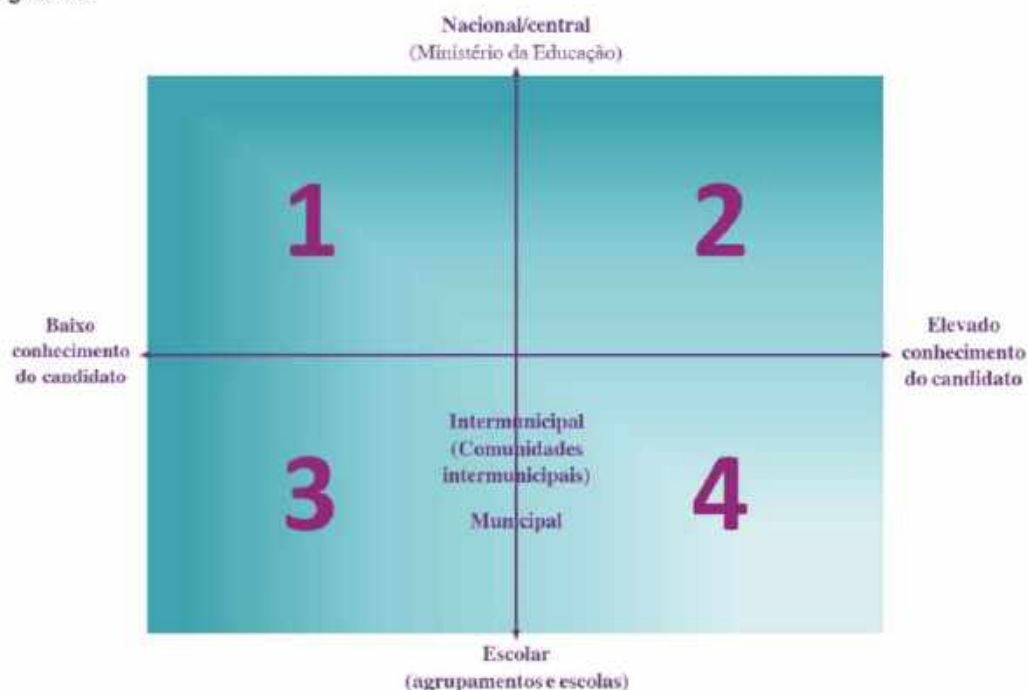 Nacional/central
(Ministério da Educação)
1
2
Baixo
conhecimento
do candidato
Elevado
conhecimento
do candidato
Intermunicipal
(Comunidades
intermunicipais)
3
4
Municipal
Escolar
(agrupamentos e escolas)